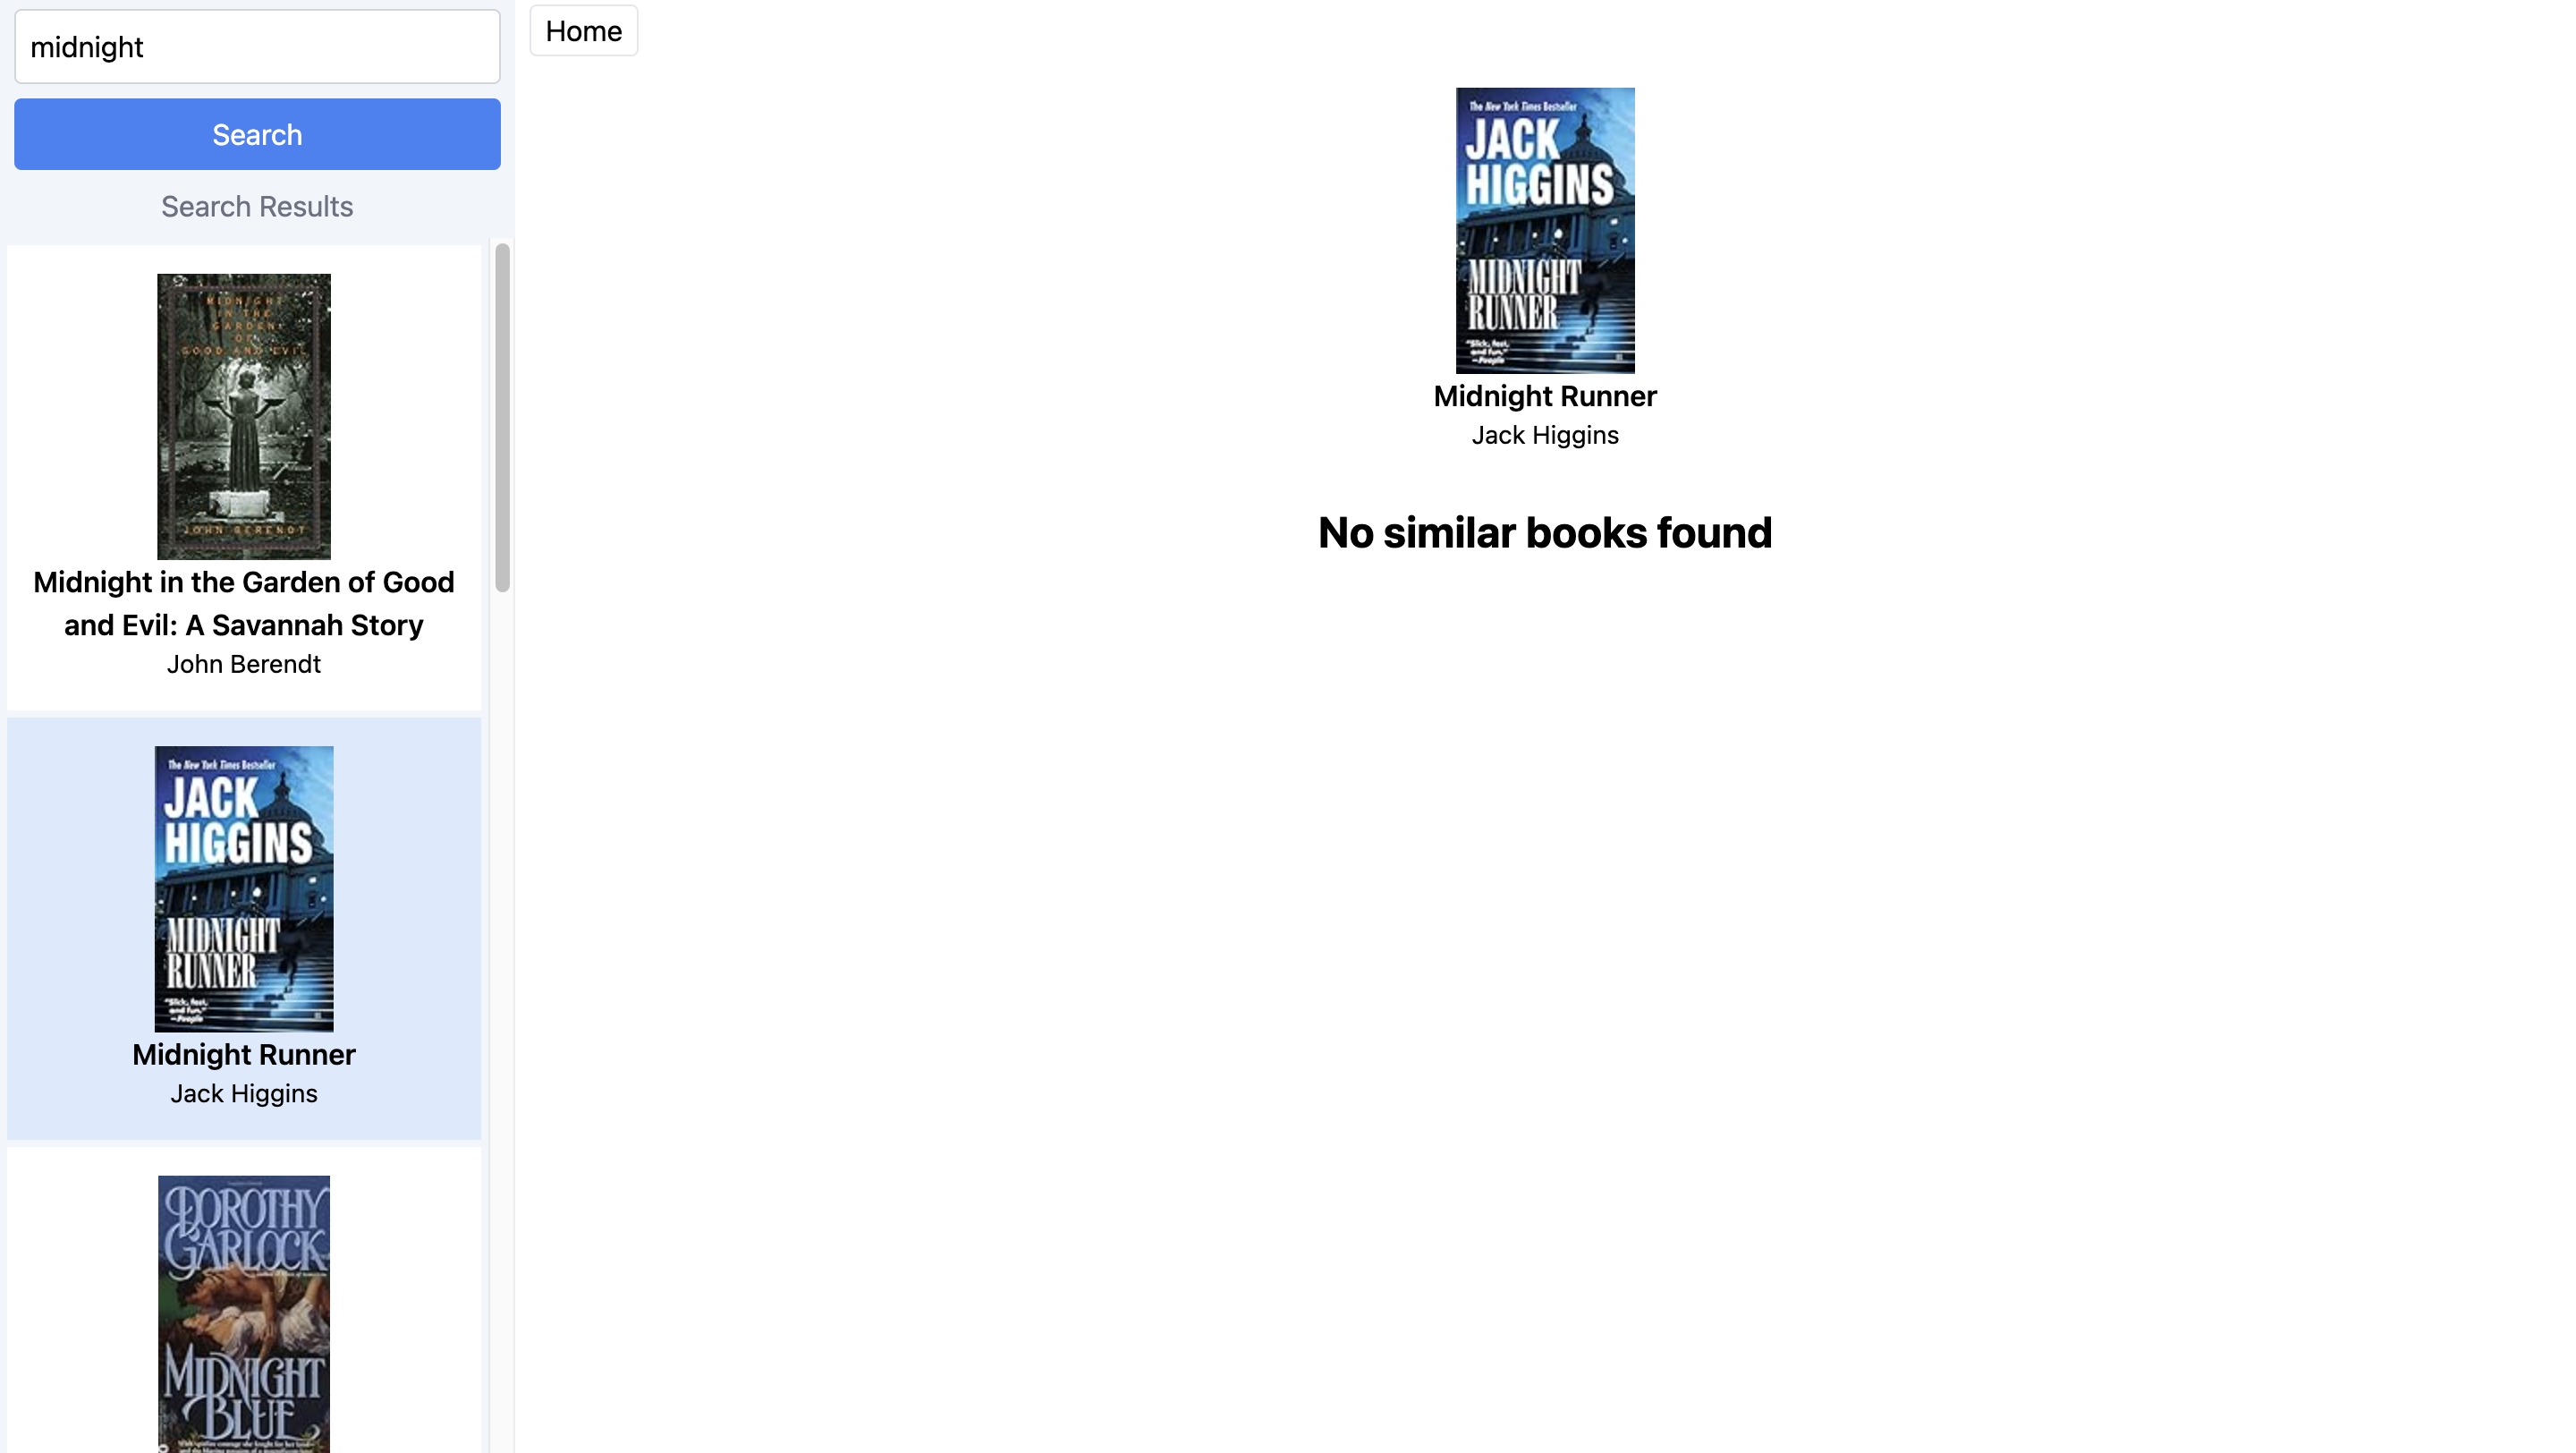 midnight
Search
Search Results
MIDNIGHT
IN THE
GARDEN
OF
GOOD AND EVIL
JOHN BERENDT
Midnight in the Garden of Good
and Evil: A Savannah Story
John Berendt
The New York Times Bestseller
JACK
HIGGINS
MIDNIGHT
RUNNER
"Slick, fast,
and fun."
—People
Midnight Runner
Jack Higgins
DOROTHY
GARLOCK
MIDNIGHT
BLUE
Home
The New York Times Bestseller
JACK
HIGGINS
MIDNIGHT
RUNNER
"Slick, fast,
and fun."
—People
Midnight Runner
Jack Higgins
No similar books found